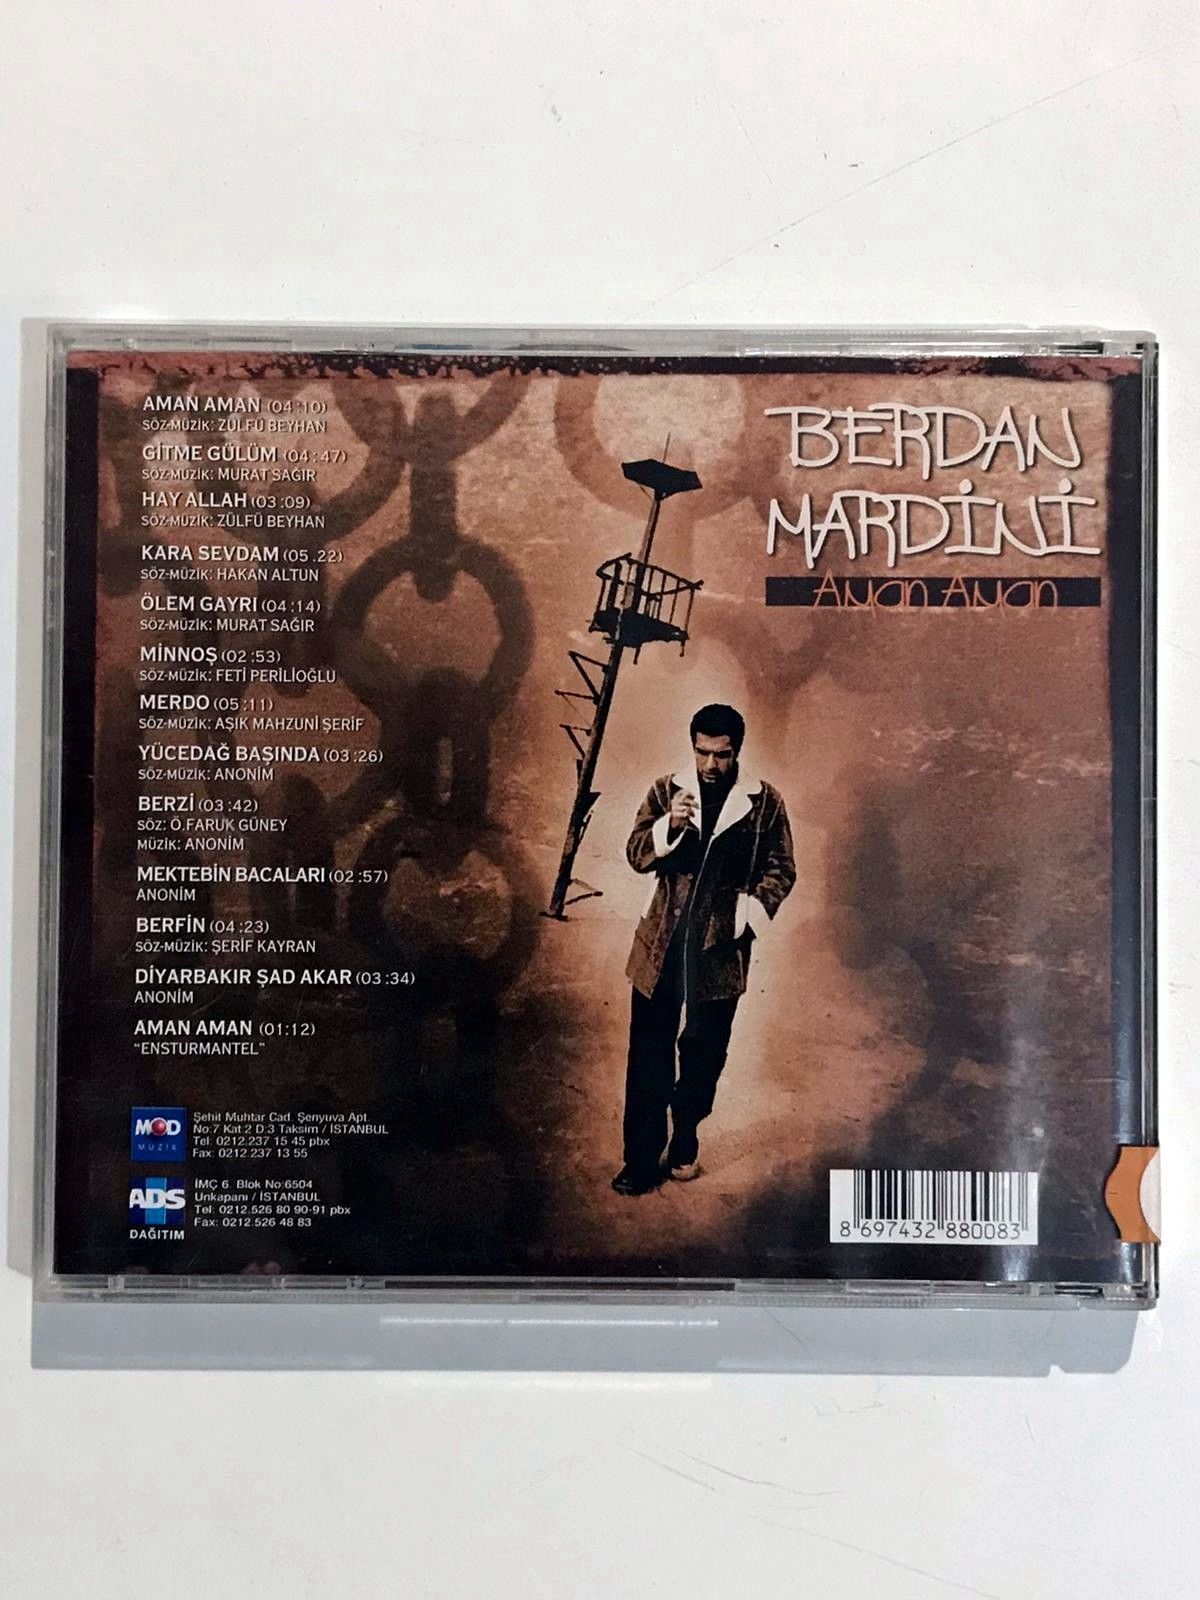 AMAN AMAN (04:10)
SÖZ-MÜZİK: ZÜLFÜ BEYHAN
GİTME GÜLÜM (04:47)
SÖZ-MÜZİK: MURAT SAĞIR
HAY ALLAH (03:09)
SÖZ-MÜZİK: ZÜLFÜ BEYHAN
KARA SEVDAM (05.22)
SÖZ-MÜZİK: HAKAN ALTUN
ÖLEM GAYRI (04:14)
SÖZ-MÜZİK: MURAT SAĞIR
MİNNOŞ (02:53)
SÖZ-MÜZİK: FETİ PERİLİOĞLU
MERDO (05:11)
SÖZ-MÜZİK: AŞIK MAHZUNİ ŞERİF
YÜCEDAĞ BAŞINDA (03:26)
SÖZ-MÜZİK: ANONİM
BERZİ (03:42)
SÖZ: Ö.FARUK GÜNEY
MÜZİK: ANONİM
MEKTEBİN BACALARI (02:57)
ANONİM
BERFİN (04:23)
SÖZ-MÜZİK: ŞERİF KAYRAN
DİYARBAKIR ŞAD AKAR (03:34)
ANONİM
AMAN AMAN (01:12)
"ENSTURMANTEL"
BERDAN
MARDİNİ
Aman Aman
MOD
MÜZİK
Şehit Muhtar Cad. Şenyuva Apt.
No:7 Kat 2 D:3 Taksim / İSTANBUL
Tel: 0212.237 15 45 pbx
Fax: 0212.237 13 55
ADS
DAĞITIM
İMÇ 6. Blok No:6504
Unkapanı / İSTANBUL
Tel: 0212.526 80 90-91 pbx
Fax: 0212.526 48 83
8 697432 880083